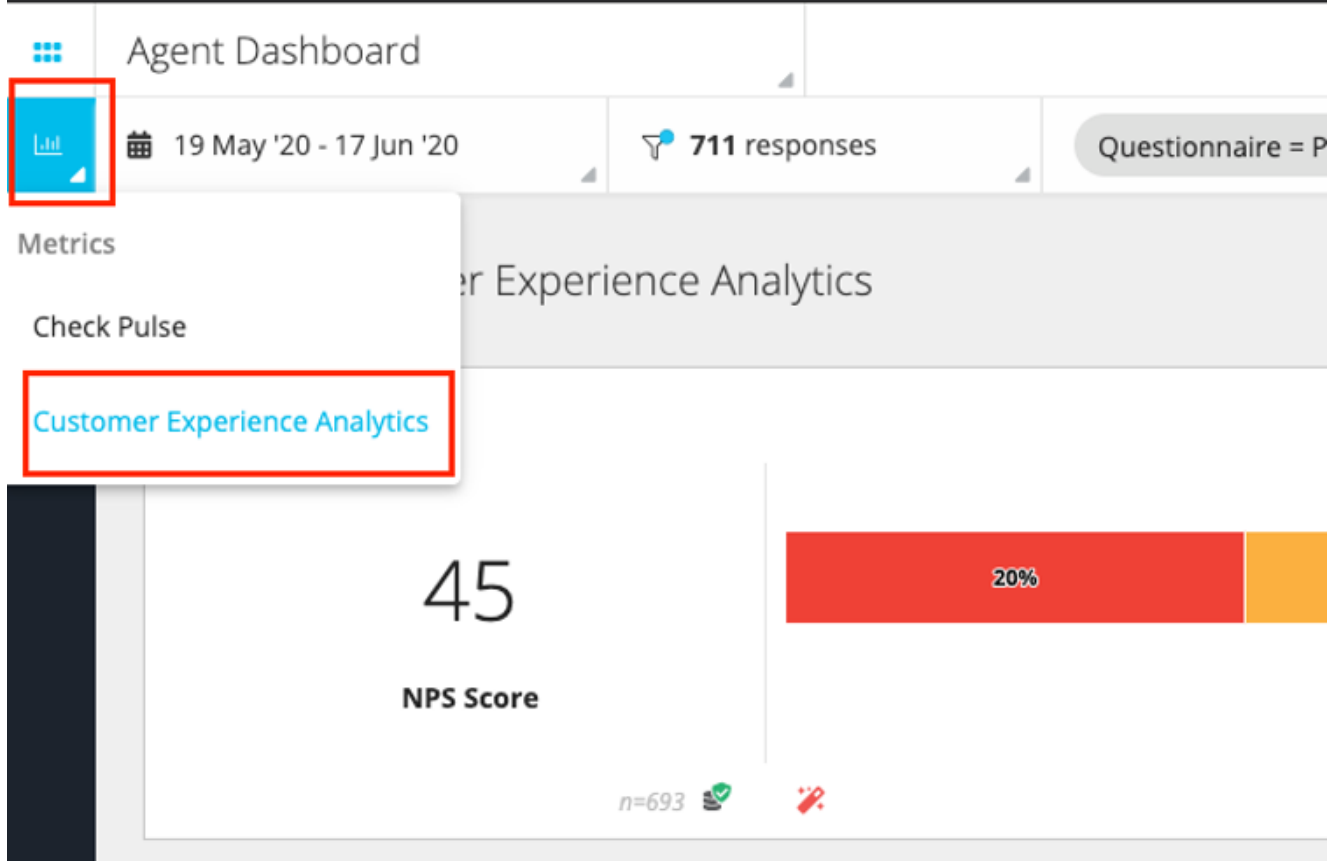 Agent Dashboard
19 May '20 - 17 Jun '20
711 responses
Questionnaire = P
Metrics
er Experience Analytics
Check Pulse
Customer Experience Analytics
45
20%
NPS Score
n=693